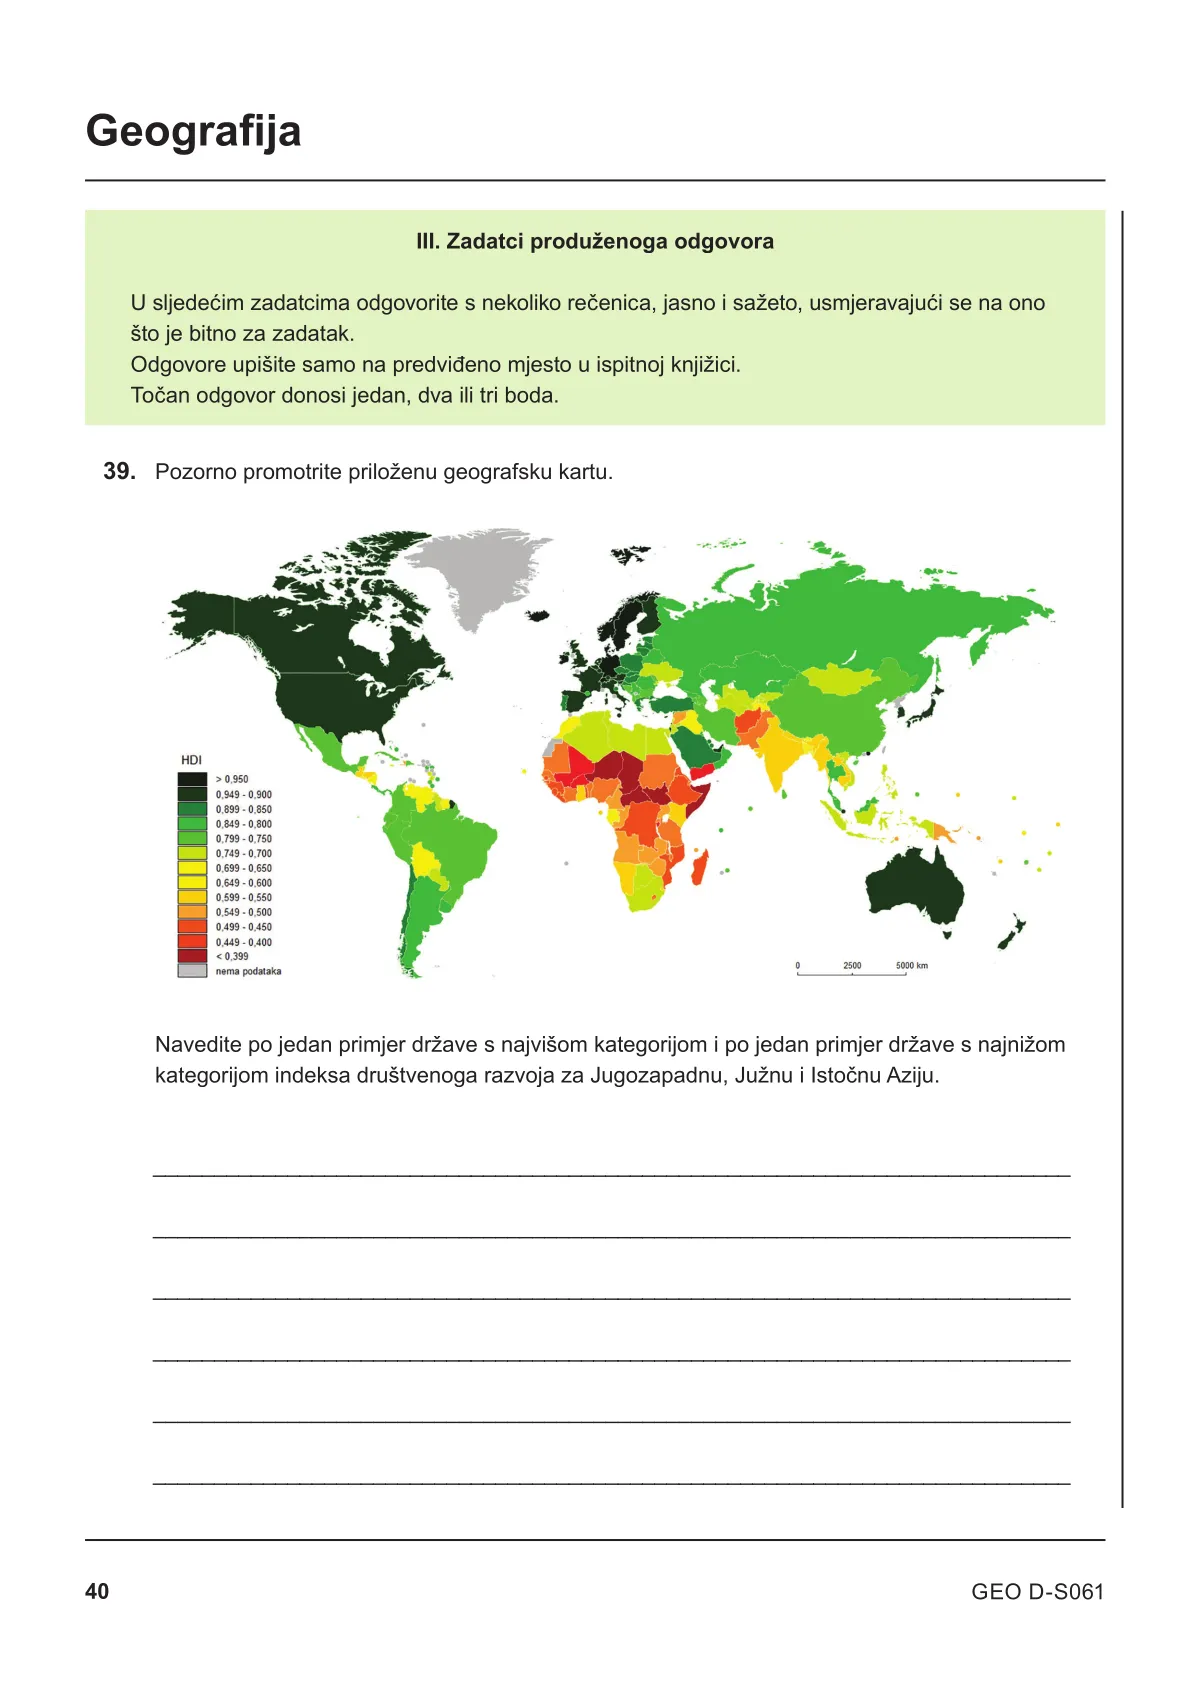 Geografija
III. Zadatci produženoga odgovora
U sljedećim zadatcima odgovorite s nekoliko rečenica, jasno i sažeto, usmjeravajući se na ono
što je bitno za zadatak.
Odgovore upišite samo na predviđeno mjesto u ispitnoj knjižici.
Točan odgovor donosi jedan, dva ili tri boda.
39. Pozorno promotrite priloženu geografsku kartu.
HDI
> 0,950
0,949 - 0,900
0,899 - 0,850
0,849 - 0,800
0,799 - 0,750
0,749 - 0,700
0,699 - 0,650
0,649 - 0,600
0,599 - 0,550
0,549 - 0,500
0,499 - 0,450
0,449 - 0,400
< 0,399
nema podataka
0 2500 5000 km
Navedite po jedan primjer države s najvišom kategorijom i po jedan primjer države s najnižom
kategorijom indeksa društvenoga razvoja za Jugozapadnu, Južnu i Istočnu Aziju.
40
GEO D-S061